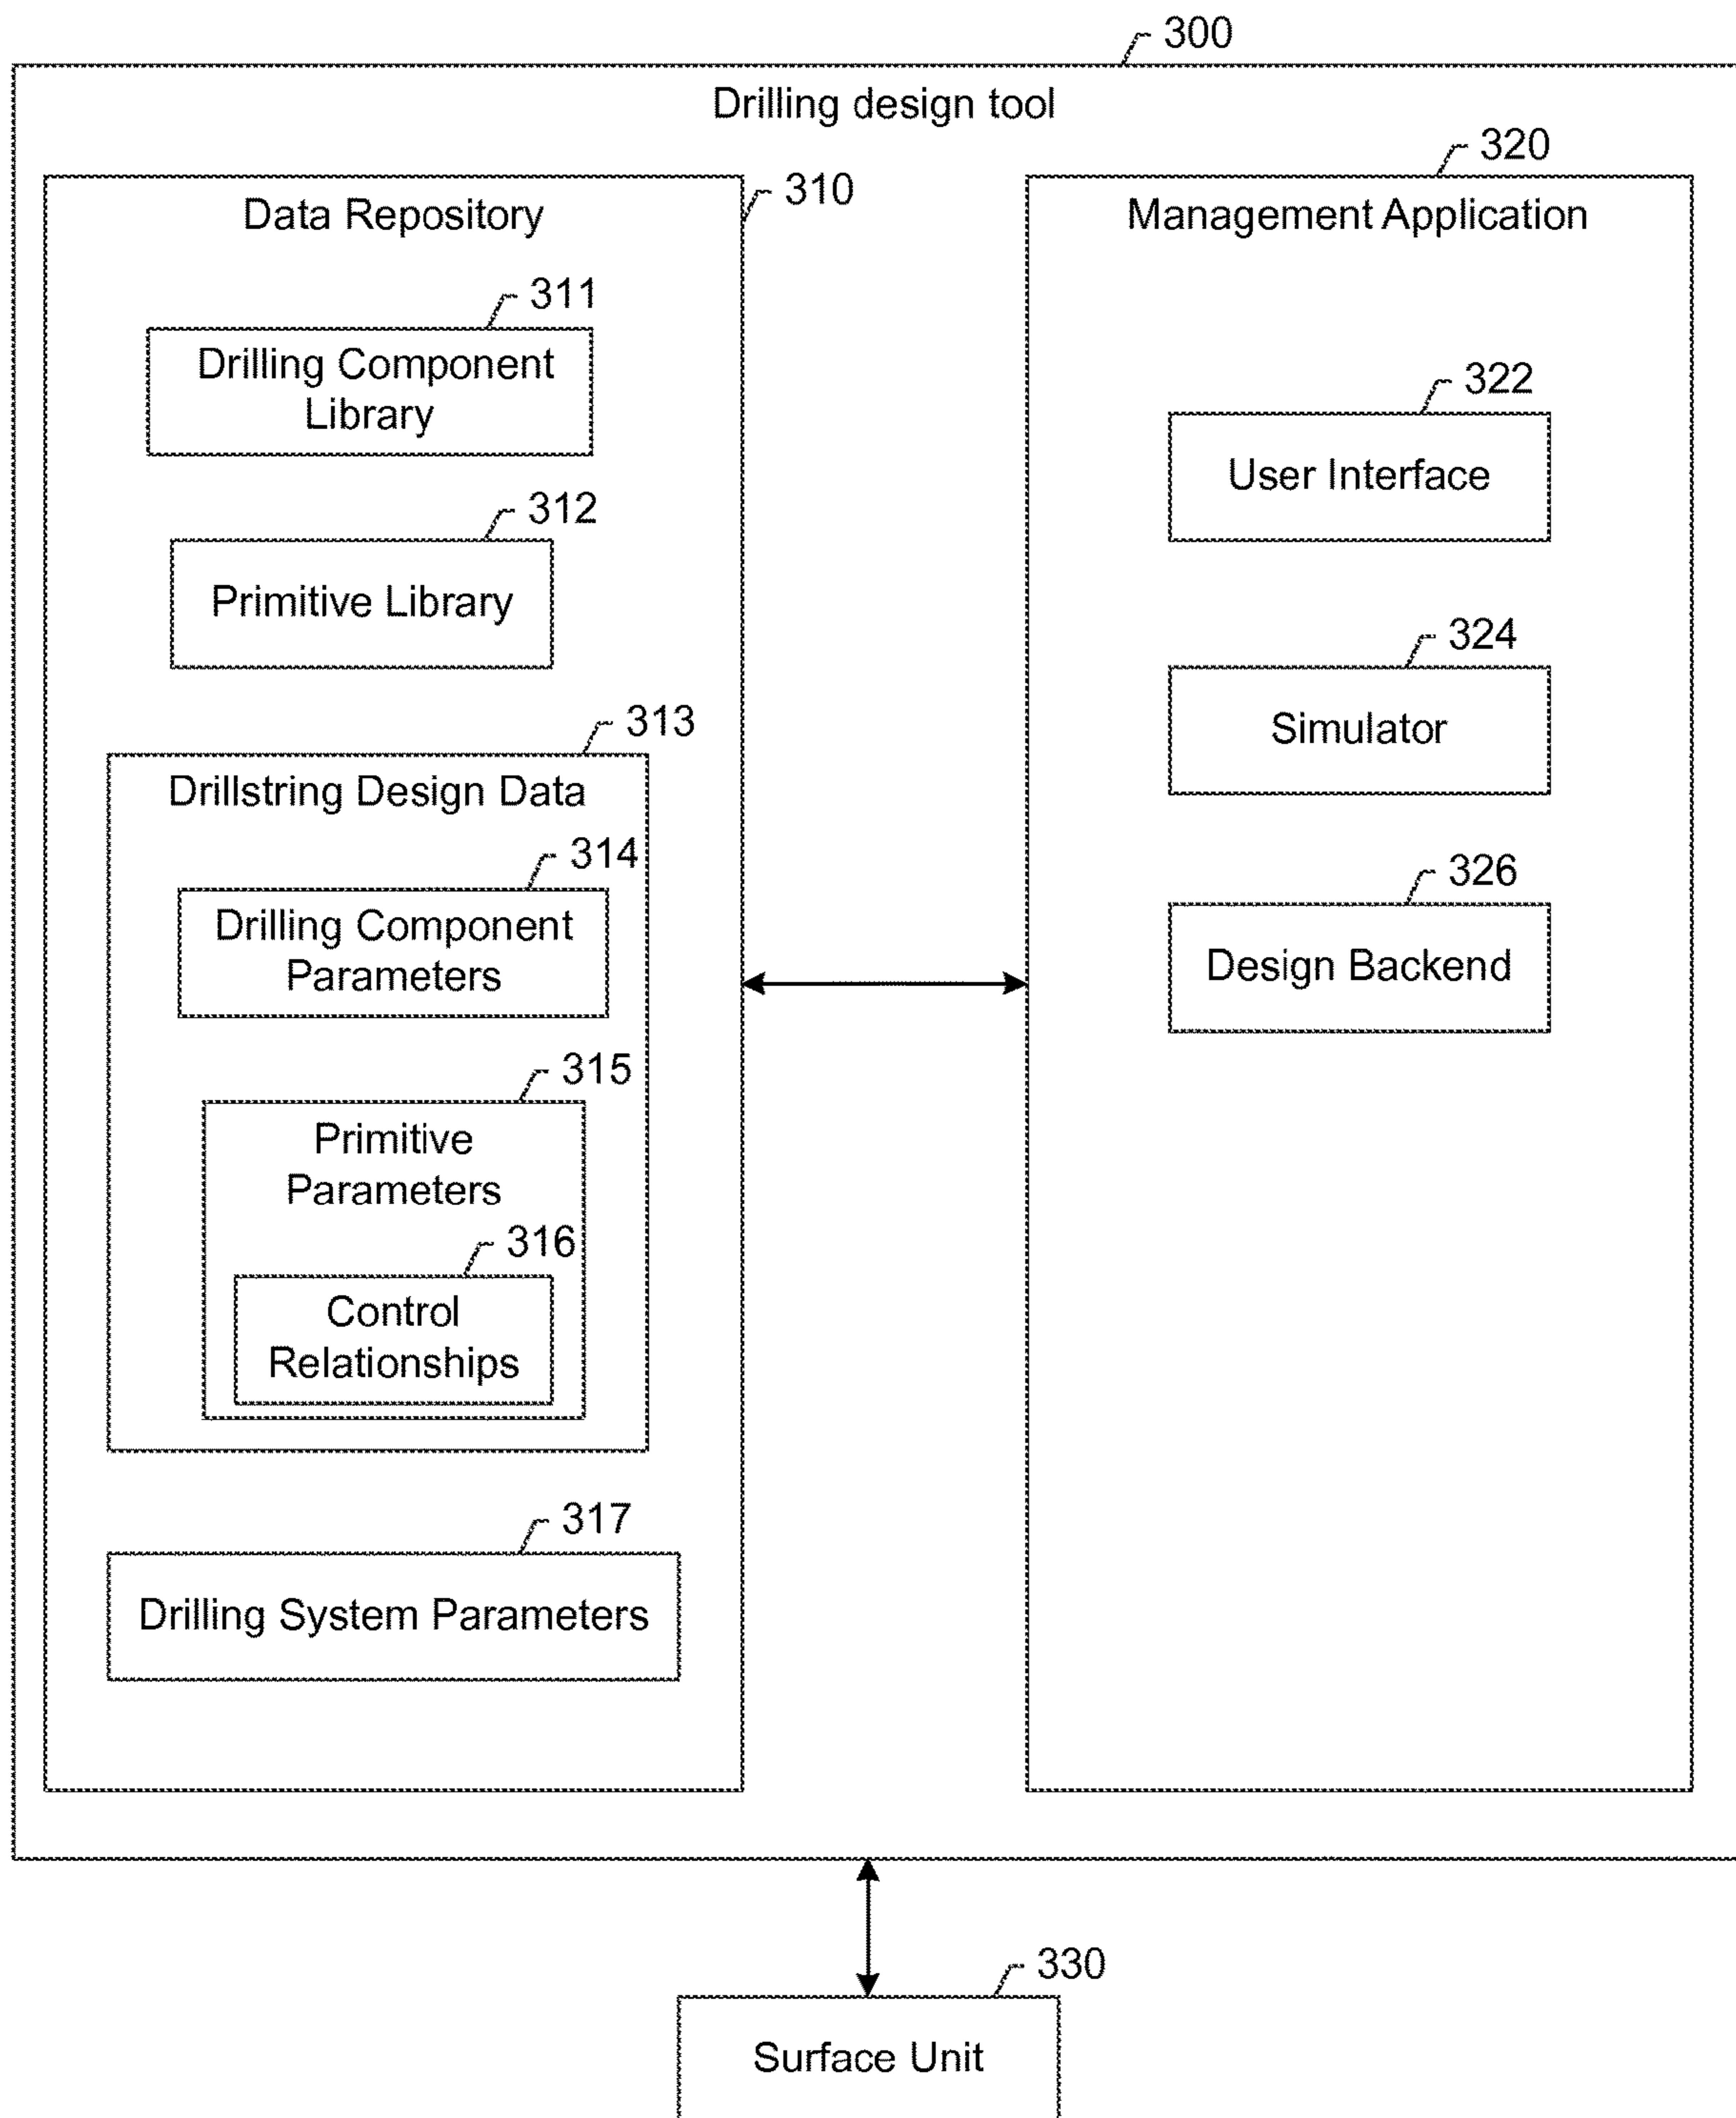 300
Drilling design tool
310
Data Repository
311
Drilling Component
Library
312
Primitive Library
313
Drillstring Design Data
314
Drilling Component
Parameters
315
Primitive
Parameters
316
Control
Relationships
317
Drilling System Parameters
320
Management Application
322
User Interface
324
Simulator
326
Design Backend
330
Surface Unit